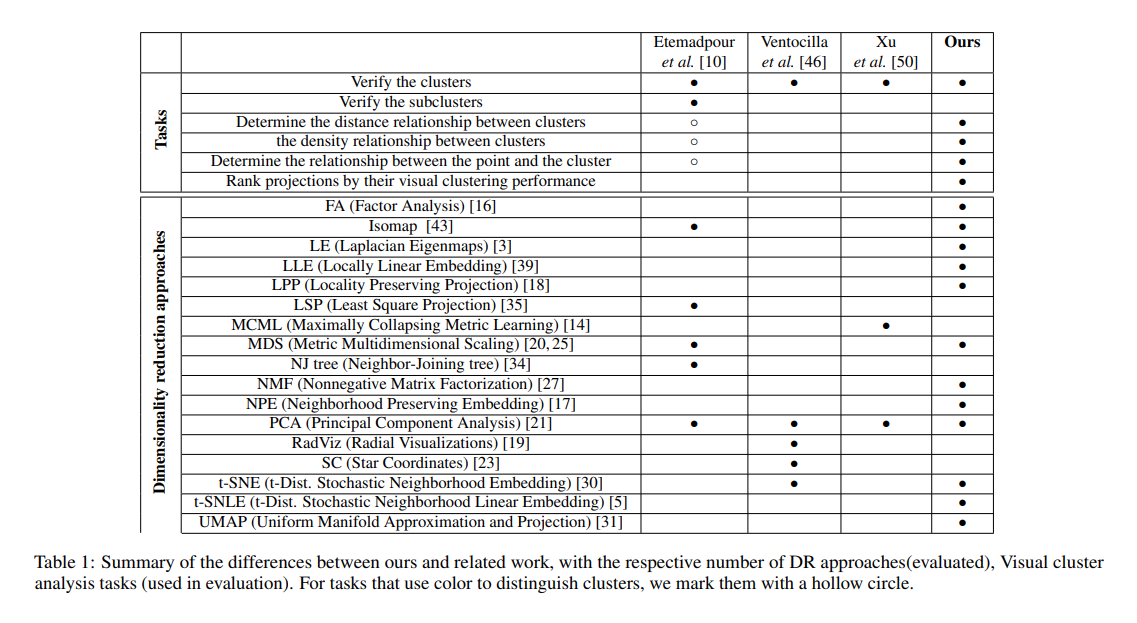 Etemadpour Ventocilla Xu Ours
et al. [10] et al. [46] et al. [50]
Tasks
Verify the clusters ● ● ● ●
Verify the subclusters ●
Determine the distance relationship between clusters ○ ●
the density relationship between clusters ○ ●
Determine the relationship between the point and the cluster ○ ●
Rank projections by their visual clustering performance ●
Dimensionality reduction approaches
FA (Factor Analysis) [16] ●
Isomap [43] ● ●
LE (Laplacian Eigenmaps) [3] ●
LLE (Locally Linear Embedding) [39] ●
LPP (Locality Preserving Projection) [18] ●
LSP (Least Square Projection) [35] ●
MCML (Maximally Collapsing Metric Learning) [14] ●
MDS (Metric Multidimensional Scaling) [20, 25] ● ●
NJ tree (Neighbor-Joining tree) [34] ●
NMF (Nonnegative Matrix Factorization) [27] ●
NPE (Neighborhood Preserving Embedding) [17] ●
PCA (Principal Component Analysis) [21] ● ● ● ●
RadViz (Radial Visualizations) [19] ●
SC (Star Coordinates) [23] ●
t-SNE (t-Dist. Stochastic Neighborhood Embedding) [30] ● ●
t-SNLE (t-Dist. Stochastic Neighborhood Linear Embedding) [5] ●
UMAP (Uniform Manifold Approximation and Projection) [31] ●
Table 1: Summary of the differences between ours and related work, with the respective number of DR approaches(evaluated), Visual cluster
analysis tasks (used in evaluation). For tasks that use color to distinguish clusters, we mark them with a hollow circle.